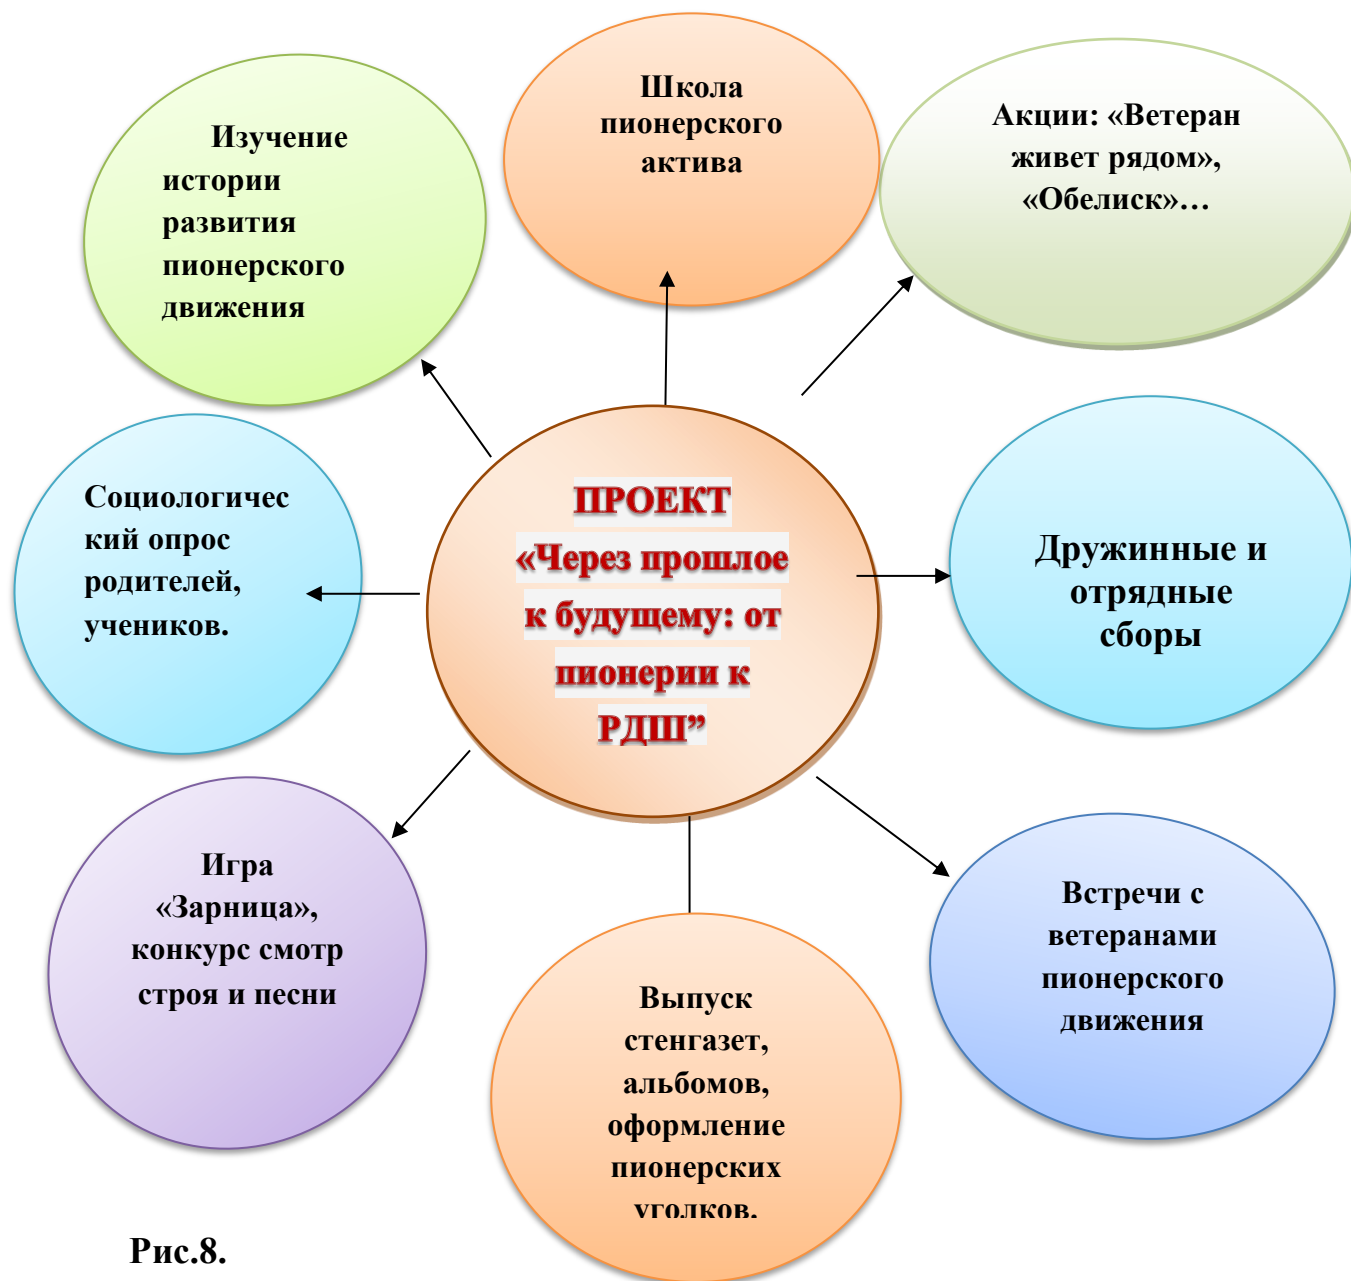 Школа
пионерского
актива
Изучение
истории
развития
пионерского
движения
Акции: «Ветеран
живет рядом»,
«Обелиск»…
Социологичес
кий опрос
родителей,
учеников.
ПРОЕКТ
«Через прошлое
к будущему: от
пионерии к
РДШ”
Дружинные и
отрядные
сборы
Игра
«Зарница»,
конкурс смотр
строя и песни
Выпуск
стенгазет,
альбомов,
оформление
пионерских
уголков.
Встречи с
ветеранами
пионерского
движения
Рис.8.